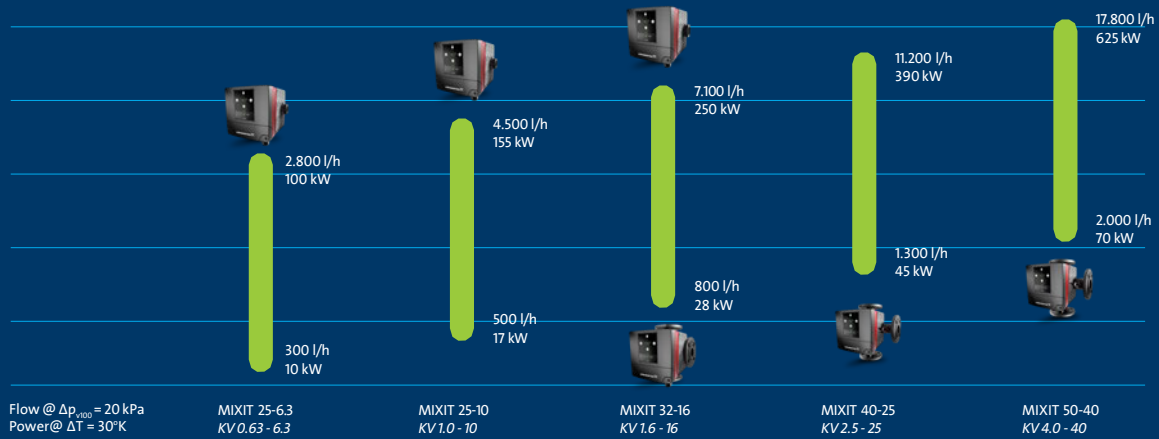 17.800 l/h
625 kW
11.200 l/h
390 kW
7.100 l/h
250 kW
4.500 l/h
155 kW
2.800 l/h
100 kW
2.000 l/h
70 kW
1.300 l/h
45 kW
800 l/h
28 kW
500 l/h
17 kW
300 l/h
10 kW
Flow @ Δpv100 = 20 kPa
Power@ ΔT = 30°K
MIXIT 25-6.3
KV 0.63 - 6.3
MIXIT 25-10
KV 1.0 - 10
MIXIT 32-16
KV 1.6 - 16
MIXIT 40-25
KV 2.5 - 25
MIXIT 50-40
KV 4.0 - 40